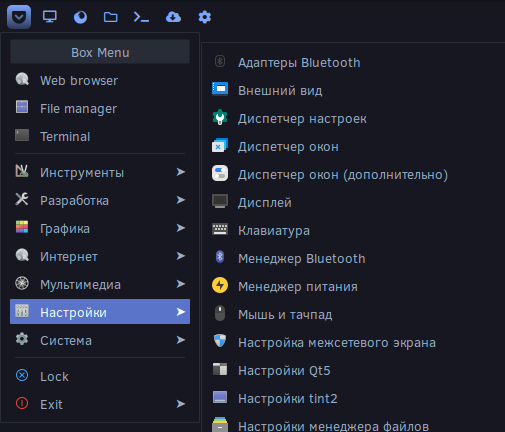 Box Menu
Web browser
File manager
Terminal
Инструменты
Разработка
Графика
Интернет
Мультимедиа
Настройки
Система
Lock
Exit
Адаптеры Bluetooth
Внешний вид
Диспетчер настроек
Диспетчер окон
Диспетчер окон (дополнительно)
Дисплей
Клавиатура
Менеджер Bluetooth
Менеджер питания
Мышь и тачпад
Настройка межсетевого экрана
Настройки Qt5
Настройки tint2
Настройки менеджера файлов